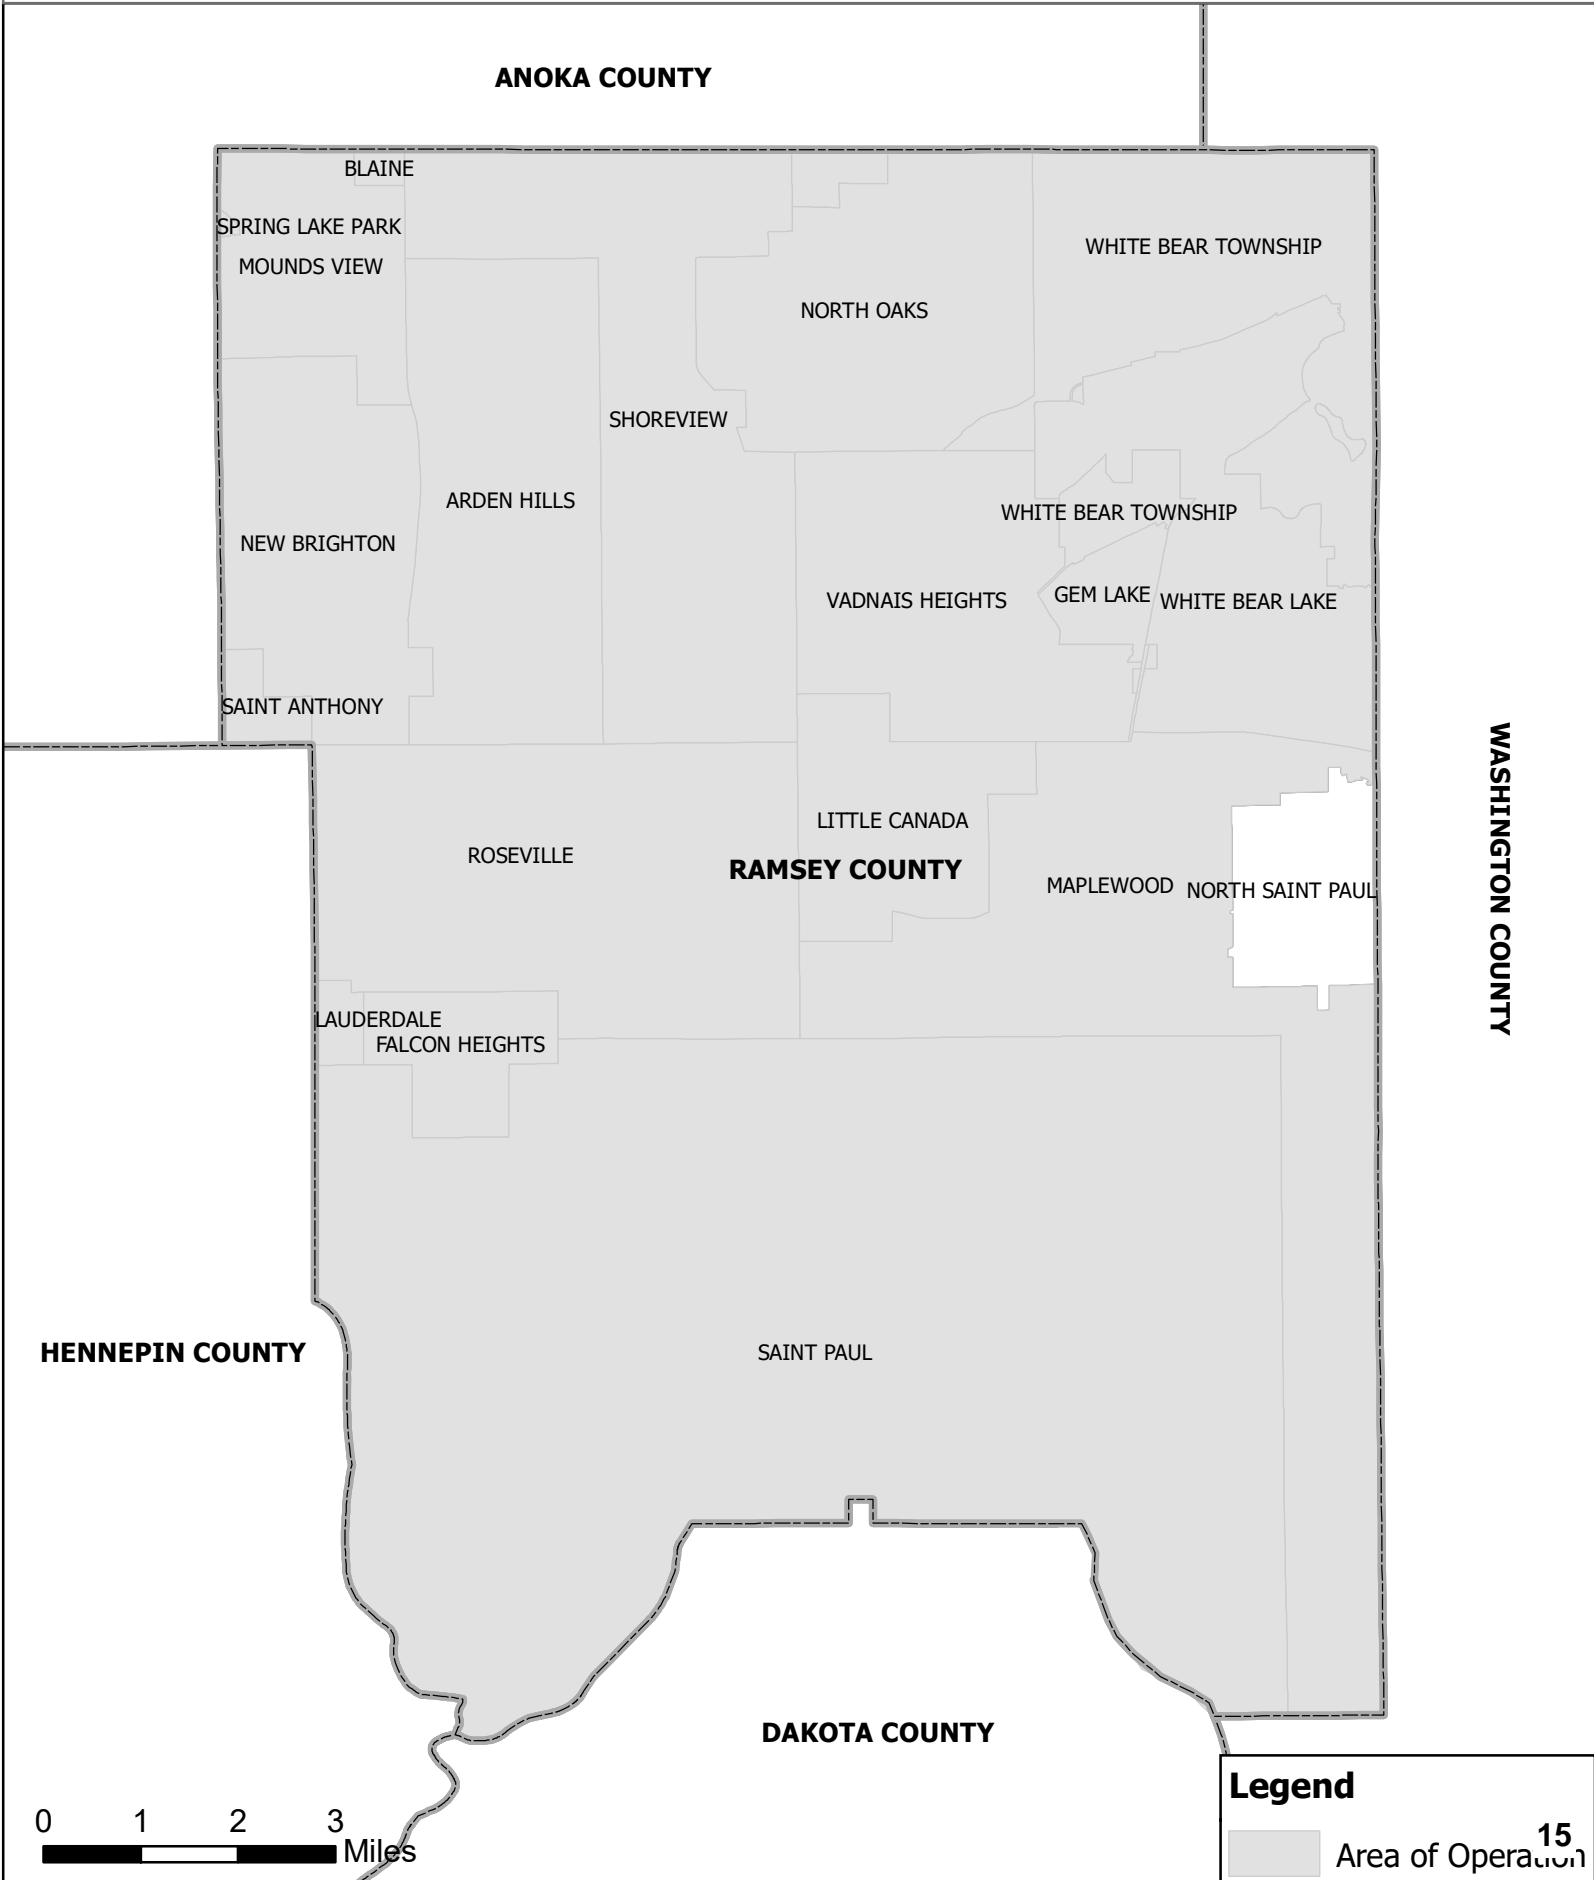 ANOKA COUNTY
BLAINE
SPRING LAKE PARK
MOUNDS VIEW
WHITE BEAR TOWNSHIP
NORTH OAKS
SHOREVIEW
ARDEN HILLS
WHITE BEAR TOWNSHIP
NEW BRIGHTON
GEM LAKE
VADNAIS HEIGHTS
WHITE BEAR LAKE
SAINT ANTHONY
WASHINGTON COUNTY
LITTLE CANADA
ROSEVILLE
RAMSEY COUNTY
MAPLEWOOD
NORTH SAINT PAUL
LAUDERDALE
FALCON HEIGHTS
HENNEPIN COUNTY
SAINT PAUL
DAKOTA COUNTY
Legend
0 1 2 3
Miles
15
Area of Operation